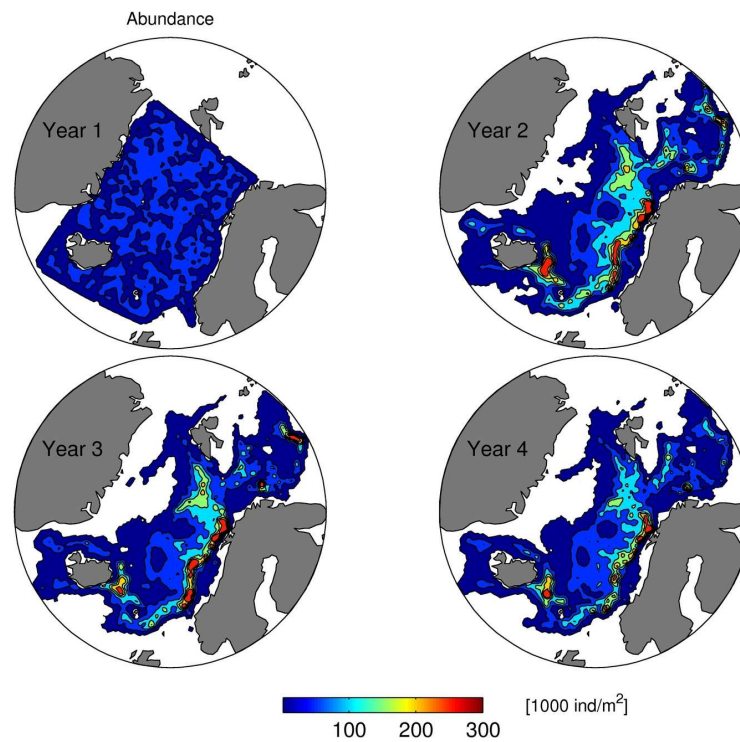 Abundance
Year 1
Year 2
Year 3
Year 4
[1000 ind/m²]
100 200 300